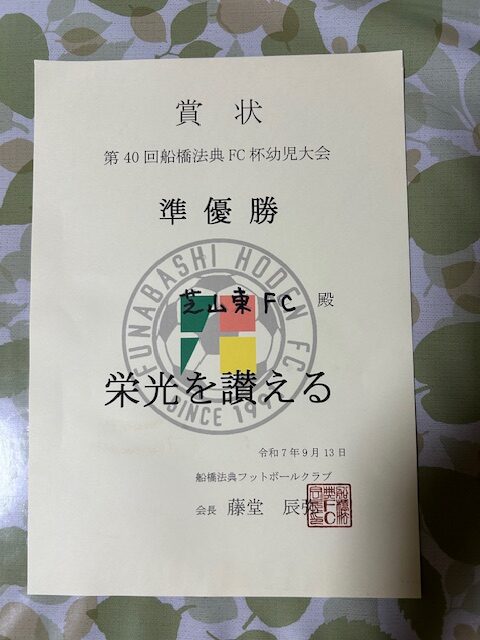 賞状
第40回船橋法典FC杯幼児大会
準優勝
FUNABASHI HODEN FC
芝山東FC 殿
栄光を讃える
SINCE 199
令和7年9月13日
船橋法典フットボールクラブ
会長 藤堂 辰弥